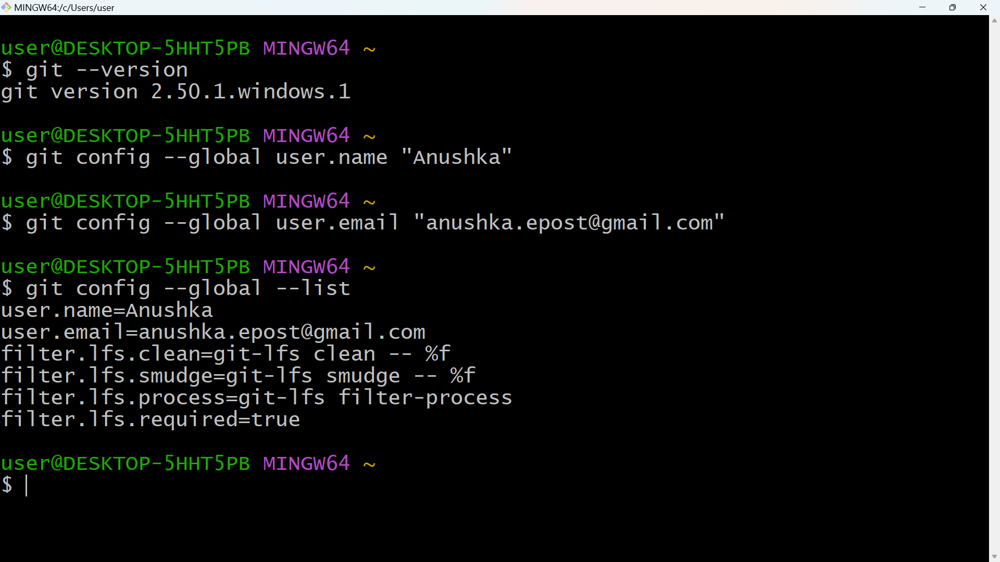 MINGW64:/c/Users/user
user@DESKTOP-5HHT5PB MINGW64 ~
$ git --version
git version 2.50.1.windows.1
user@DESKTOP-5HHT5PB MINGW64 ~
$ git config --global user.name "Anushka"
user@DESKTOP-5HHT5PB MINGW64 ~
$ git config --global user.email "anushka.epost@gmail.com"
user@DESKTOP-5HHT5PB MINGW64 ~
$ git config --global --list
user.name=Anushka
user.email=anushka.epost@gmail.com
filter.lfs.clean=git-lfs clean -- %f
filter.lfs.smudge=git-lfs smudge -- %f
filter.lfs.process=git-lfs filter-process
filter.lfs.required=true
user@DESKTOP-5HHT5PB MINGW64 ~
$